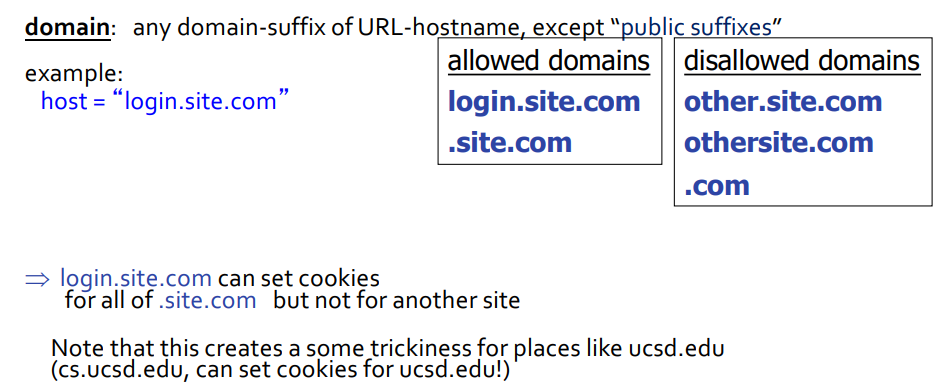 domain: any domain-suffix of URL-hostname, except “public suffixes”
example:
host = “login.site.com”
allowed domains
login.site.com
.site.com
disallowed domains
other.site.com
othersite.com
.com
⇒ login.site.com can set cookies
for all of .site.com but not for another site
Note that this creates a some trickiness for places like ucsd.edu
(cs.ucsd.edu, can set cookies for ucsd.edu!)